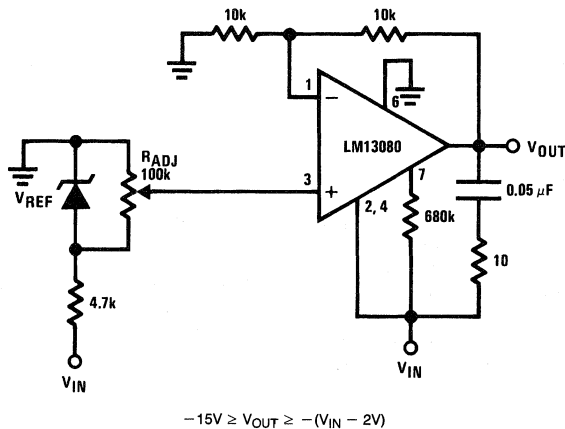 10k 10k
1
6
LM13080
V_OUT
R_ADJ
100k
V_REF
3
7
2, 4
680k
0.05 μF
4.7k
10
V_IN
V_IN
−15V ≥ V_OUT ≥ −(V_IN − 2V)